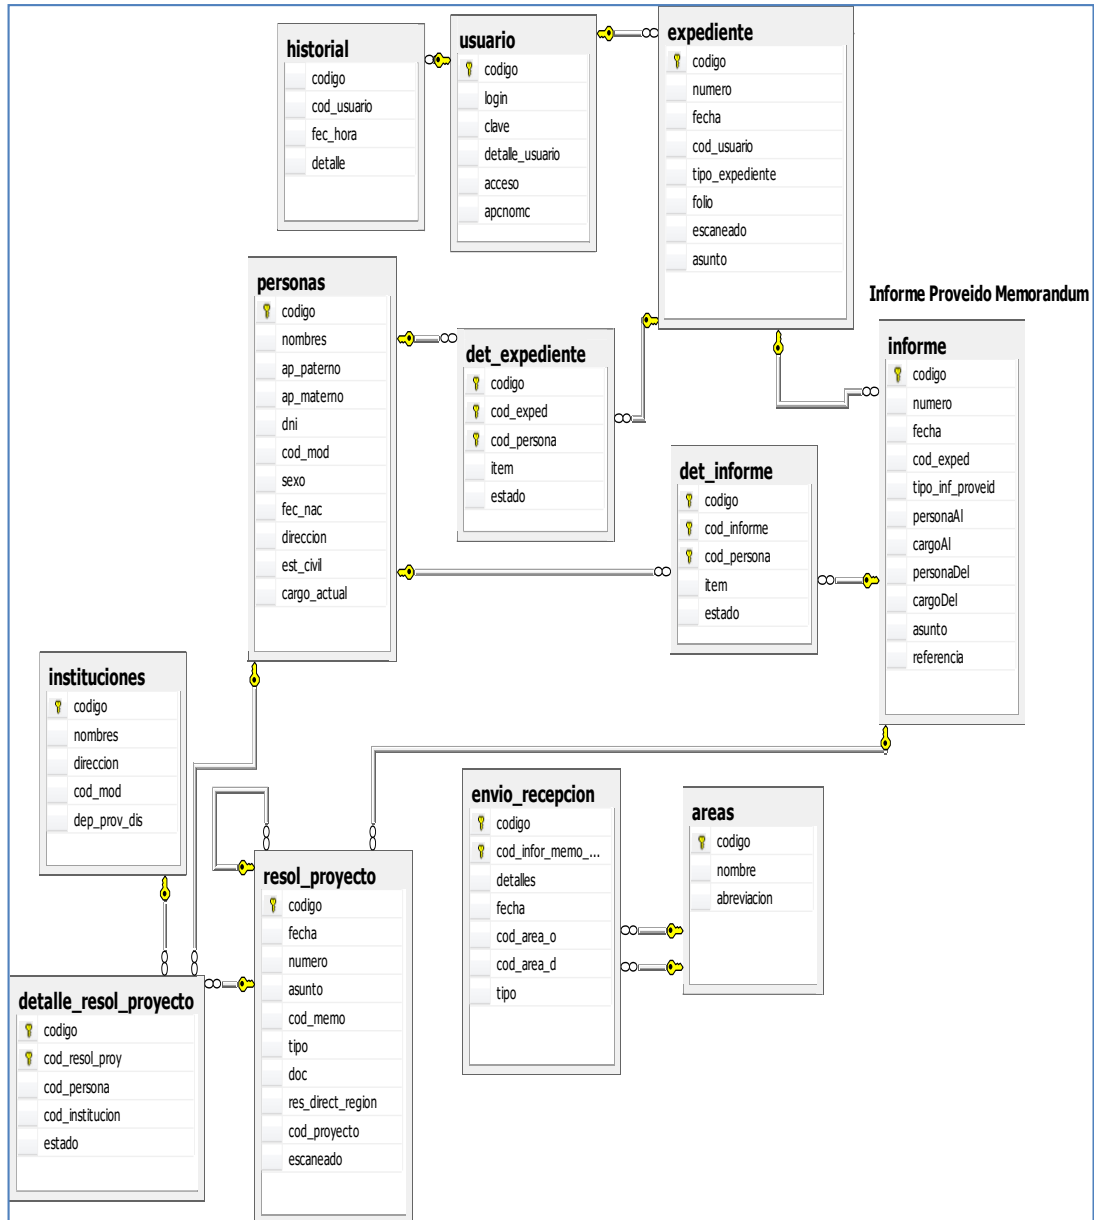 historial
codigo
cod_usuario
fec_hora
detalle
usuario
codigo
login
clave
detalle_usuario
acceso
apcnomc
expediente
codigo
numero
fecha
cod_usuario
tipo_expediente
folio
escaneado
asunto
personas
codigo
nombres
ap_paterno
ap_materno
dni
cod_mod
sexo
fec_nac
direccion
est_civil
cargo_actual
det_expediente
codigo
cod_exped
cod_persona
item
estado
Informe Proveido Memorandum
informe
codigo
numero
fecha
cod_exped
tipo_inf_proveid
personaAl
cargoAl
personaDel
cargoDel
asunto
referencia
det_informe
codigo
cod_informe
cod_persona
item
estado
instituciones
codigo
nombres
direccion
cod_mod
dep_prov_dis
envio_recepcion
codigo
cod_infor_memo_...
detalles
fecha
cod_area_o
cod_area_d
tipo
areas
codigo
nombre
abreviacion
resol_proyecto
codigo
fecha
numero
asunto
cod_memo
tipo
doc
res_direct_region
cod_proyecto
escaneado
detalle_resol_proyecto
codigo
cod_resol_proy
cod_persona
cod_institucion
estado